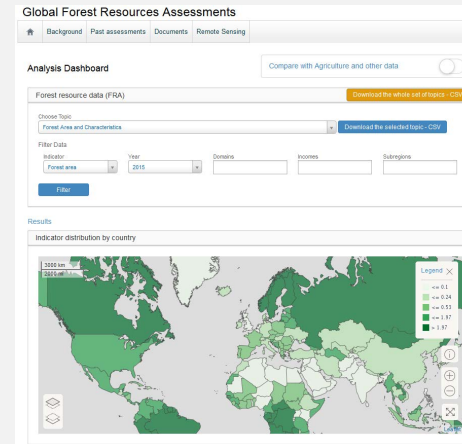 Global Forest Resources Assessments
Background Past assessments Documents Remote Sensing
Analysis Dashboard
Compare with Agriculture and other data
Forest resource data (FRA)
Download the whole set of topics - CSV
Choose Topic
Forest Area and Characteristics
Download the selected topic - CSV
Filter Data
Indicator Year Domains Incomes Subregions
Forest area 2015
Filter
Results
Indicator distribution by country
3000 km
Legend
<= 0.1
<= 0.24
<= 0.53
<= 1.97
> 1.97